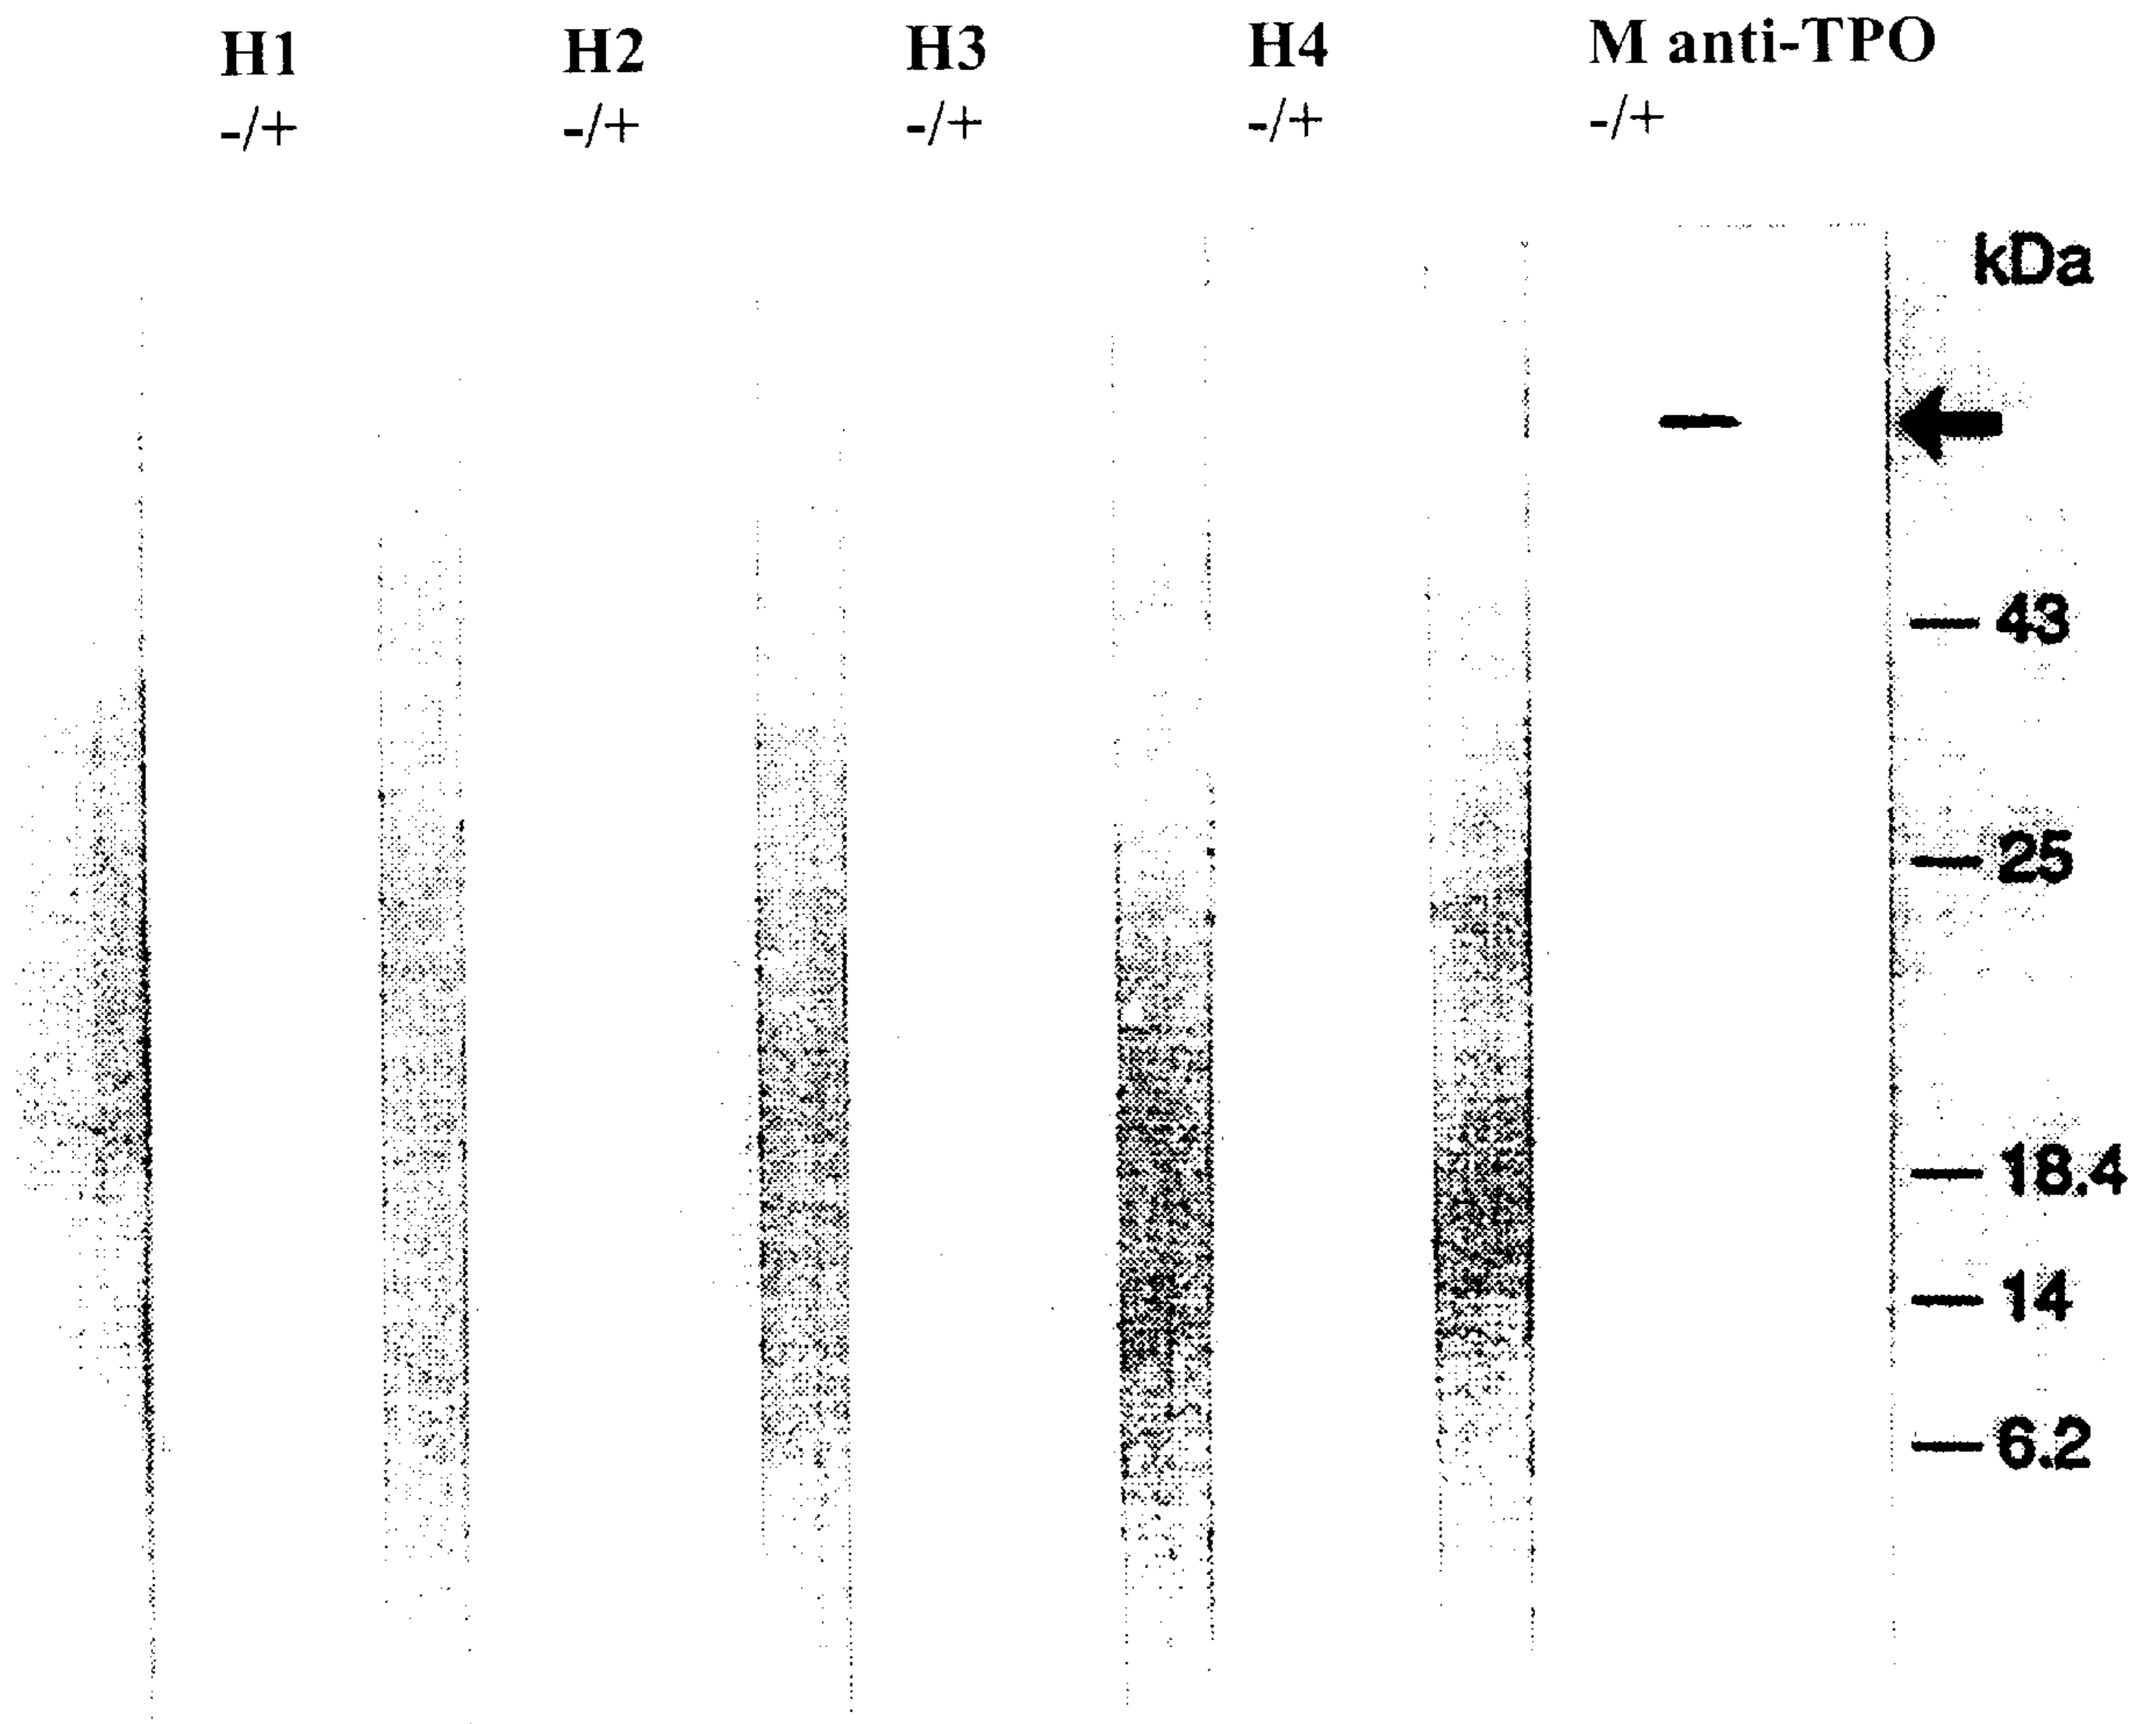 H1 H2 H3 H4 M anti-TPO
-/+ -/+ -/+ -/+ -/+
kDa
43
25
18.4
14
6.2